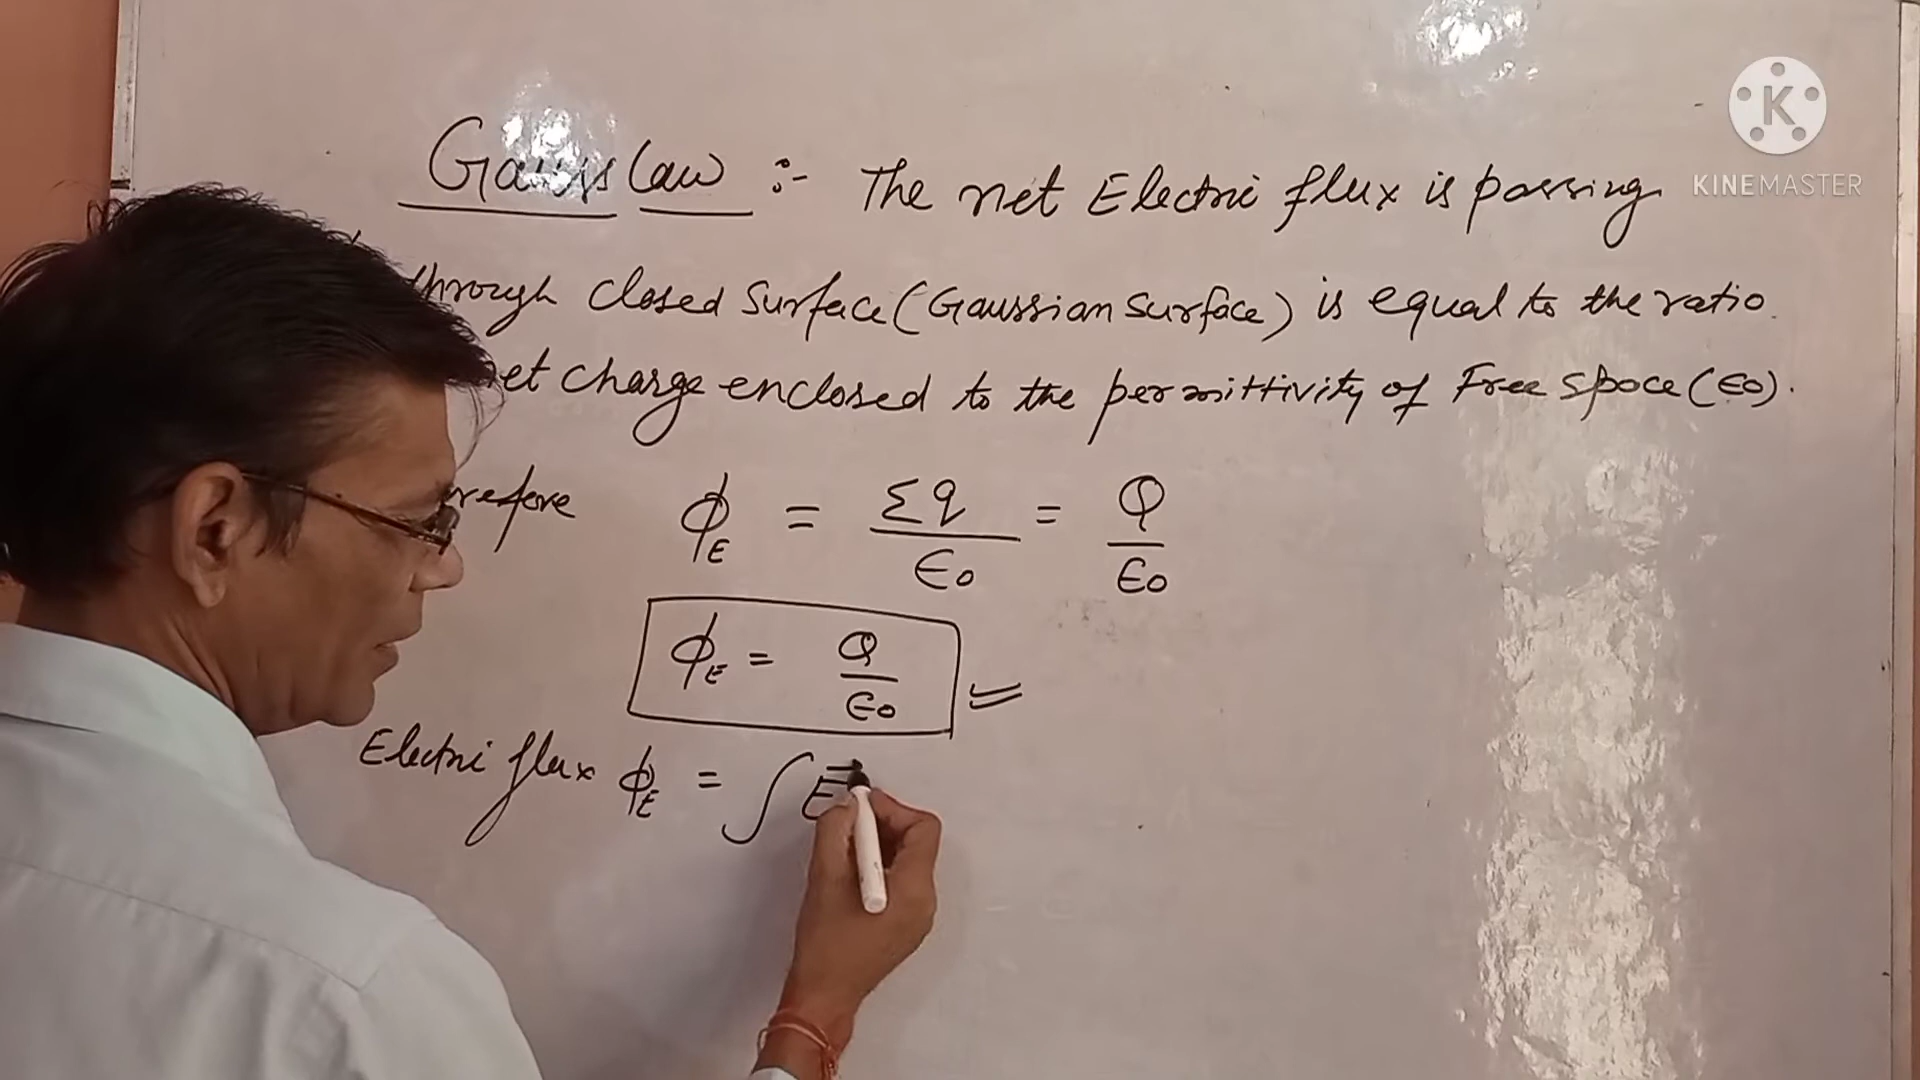 Gauss Law :- The net Electric flux is passing
through closed surface (Gaussian surface) is equal to the ratio
net charge enclosed to the permittivity of Free space (ϵ0).
refore ϕE = Σq/ϵ0 = Q/ϵ0
ϕE = Q/ϵ0
Electric flux ϕE = ∫ E⃗
K
KINEMASTER